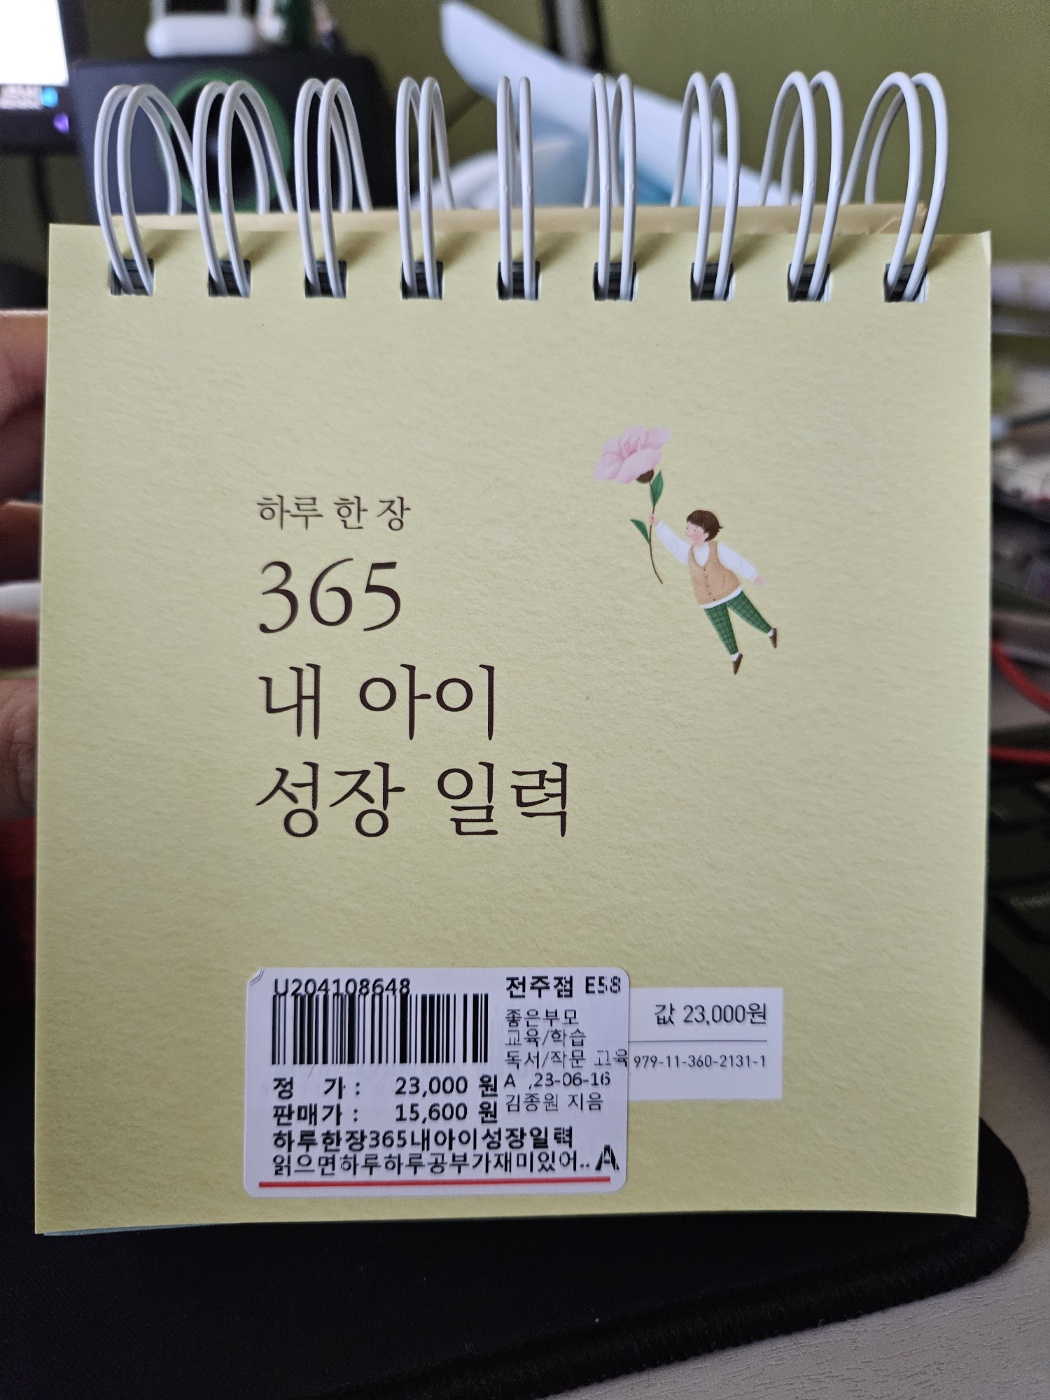 하루 한 장
365
내 아이
성장 일력
U204108648
전주점 E58
좋은부모
교육/학습
독서/작문 교육
A ,23-06-16
김종원 지음
정 가 : 23,000 원
판매가 : 15,600 원
하루한장365내아이성장일력
읽으면하루하루공부가재미있어.. A
값 23,000원
979-11-360-2131-1